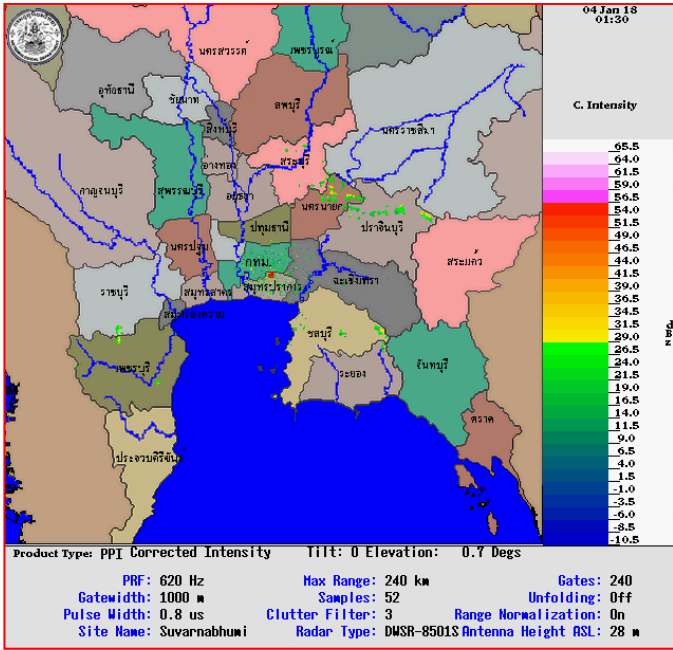 04 Jan 18
01:30
C. Intensity
65.5
64.0
61.5
59.0
56.5
54.0
51.5
49.0
46.5
44.0
41.5
39.0
36.5
34.0
31.5
29.0
26.5
24.0
21.5
19.0
16.5
14.0
11.5
9.0
6.5
4.0
1.5
-1.0
-3.5
-6.0
-8.5
-10.5
นครสวรรค์
เพชรบูรณ์
อุทัยธานี
ชัยนาท
ลพบุรี
สิงห์บุรี
นครราชสีมา
อ่างทอง
สระบุรี
กาญจนบุรี
สุพรรณบุรี
อยุธยา
นครนายก
ปทุมธานี
ปราจีนบุรี
นครปฐม
กทม.
สระแก้ว
ราชบุรี
สมุทรสาคร
สมุทรปราการ
ฉะเชิงเทรา
สมุทรสงคราม
ชลบุรี
เพชรบุรี
ระยอง
จันทบุรี
ตราด
ประจวบคีรีขันธ์
Product Type: PPI Corrected Intensity Tilt: 0 Elevation: 0.7 Degs
PRF: 620 Hz Max Range: 240 km Gates: 240
Gatewidth: 1000 m Samples: 52 Unfolding: Off
Pulse Width: 0.8 us Clutter Filter: 3 Range Normalization: On
Site Name: Suvarnabhumi Radar Type: DWSR-8501S Antenna Height ASL: 28 m